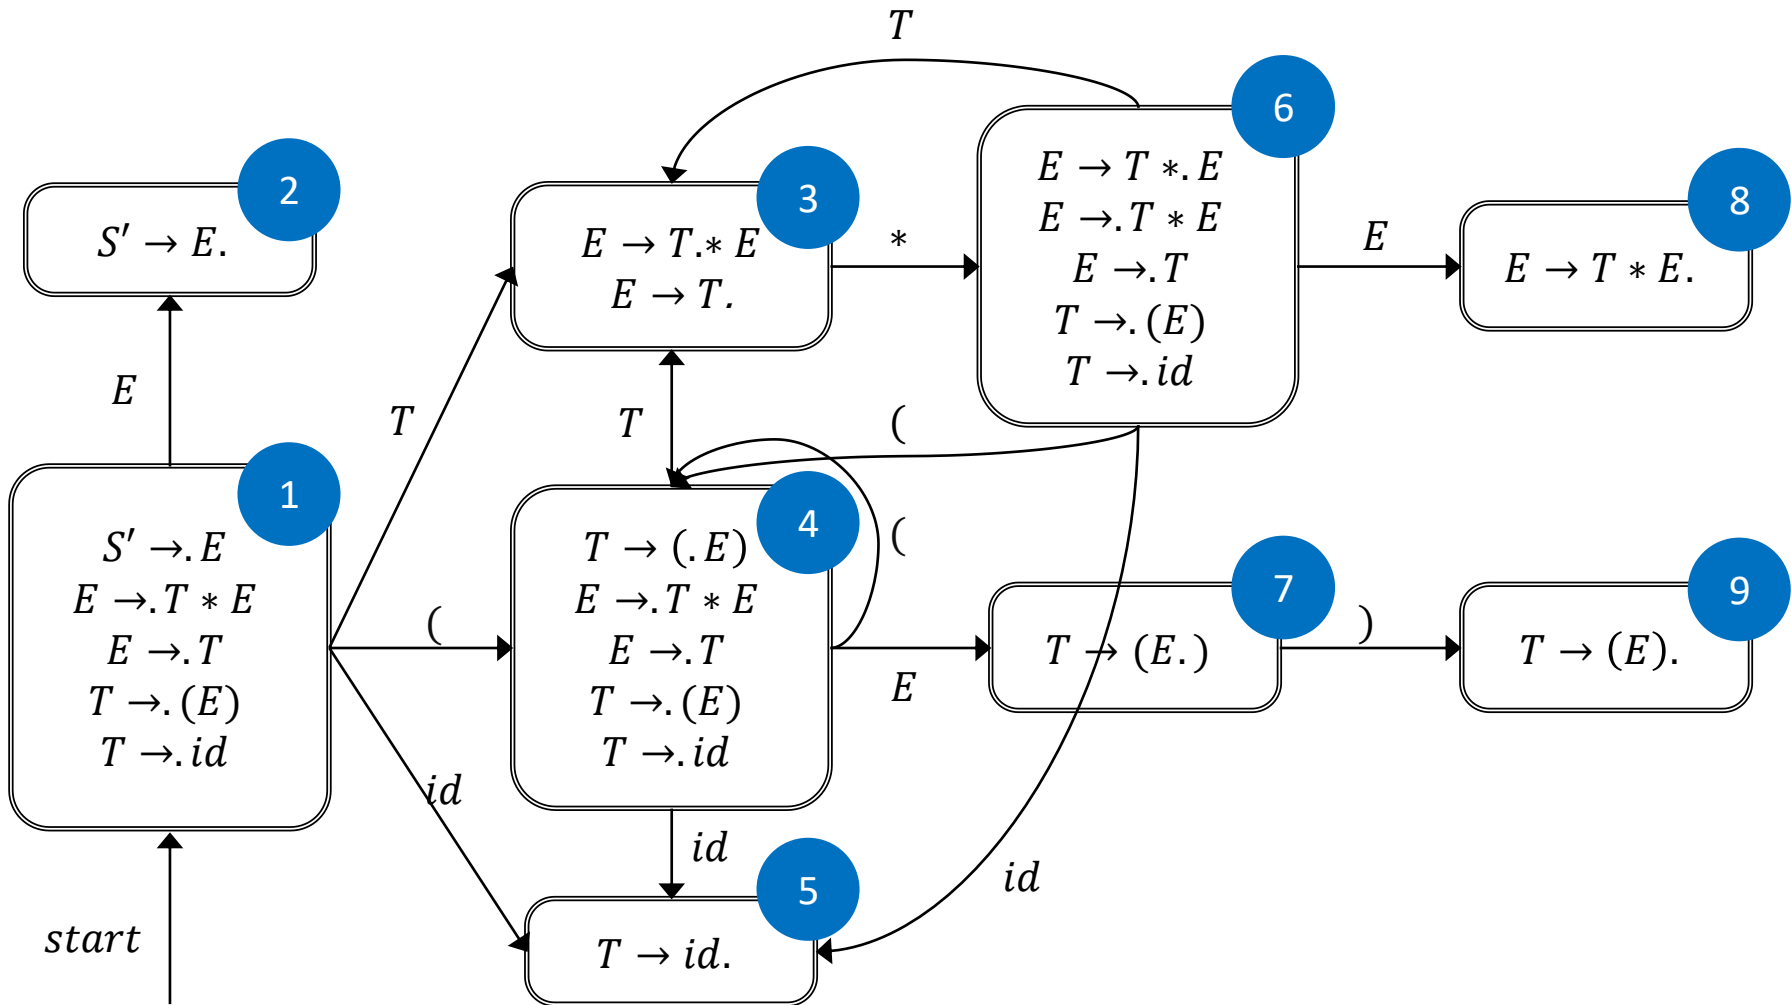 T
6
E → T ∗. E
E →. T ∗ E
E →. T
T →. (E)
T →. id
2
S′ → E.
3
E → T.∗ E
E → T.
∗
E
8
E → T ∗ E.
E
T
T
(
1
S′ →. E
E →. T ∗ E
E →. T
T →. (E)
T →. id
(
4
T → (. E)
E →. T ∗ E
E →. T
T →. (E)
T →. id
(
E
7
T → (E. )
)
9
T → (E).
id
id
id
5
T → id.
start